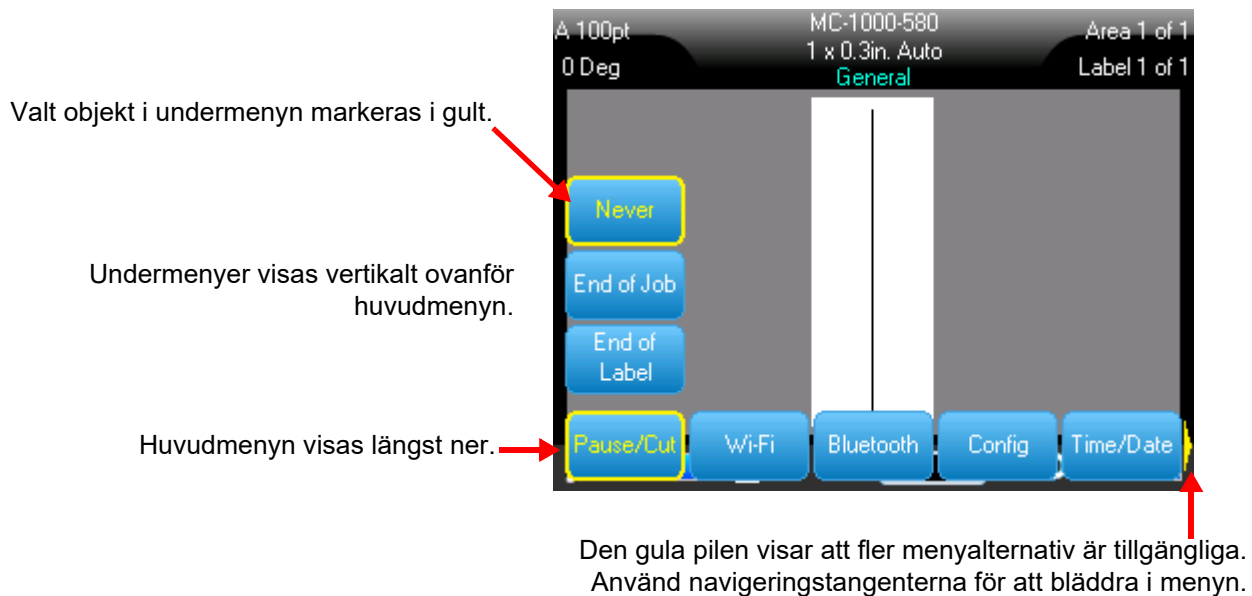 A 100pt
MC-1000-580
Area 1 of 1
1 x 0.3in. Auto
0 Deg
General
Label 1 of 1
Valt objekt i undermenyn markeras i gult.
Never
Undermenyer visas vertikalt ovanför
huvudmenyn.
End of Job
End of
Label
Huvudmenyn visas längst ner.
Pause/Cut
Wi-Fi
Bluetooth
Config
Time/Date
Den gula pilen visar att fler menyalternativ är tillgängliga.
Använd navigeringstangenterna för att bläddra i menyn.